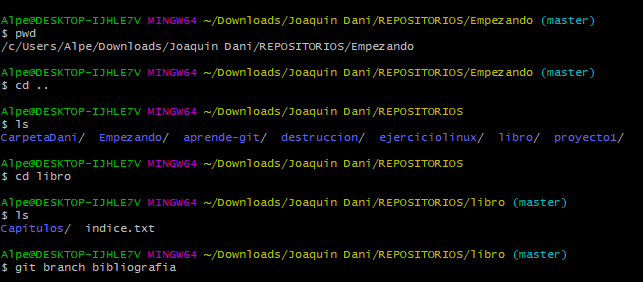 Alpe@DESKTOP-IJHLE7V MINGW64 ~/Downloads/Joaquin Dani/REPOSITORIOS/Empezando (master)
$ pwd
/c/Users/Alpe/Downloads/Joaquin Dani/REPOSITORIOS/Empezando
Alpe@DESKTOP-IJHLE7V MINGW64 ~/Downloads/Joaquin Dani/REPOSITORIOS/Empezando (master)
$ cd ..
Alpe@DESKTOP-IJHLE7V MINGW64 ~/Downloads/Joaquin Dani/REPOSITORIOS
$ ls
CarpetaDani/  Empezando/  aprende-git/  destruccion/  ejerciciolinux/  libro/  proyecto1/
Alpe@DESKTOP-IJHLE7V MINGW64 ~/Downloads/Joaquin Dani/REPOSITORIOS
$ cd libro
Alpe@DESKTOP-IJHLE7V MINGW64 ~/Downloads/Joaquin Dani/REPOSITORIOS/libro (master)
$ ls
Capitulos/  indice.txt
Alpe@DESKTOP-IJHLE7V MINGW64 ~/Downloads/Joaquin Dani/REPOSITORIOS/libro (master)
$ git branch bibliografia